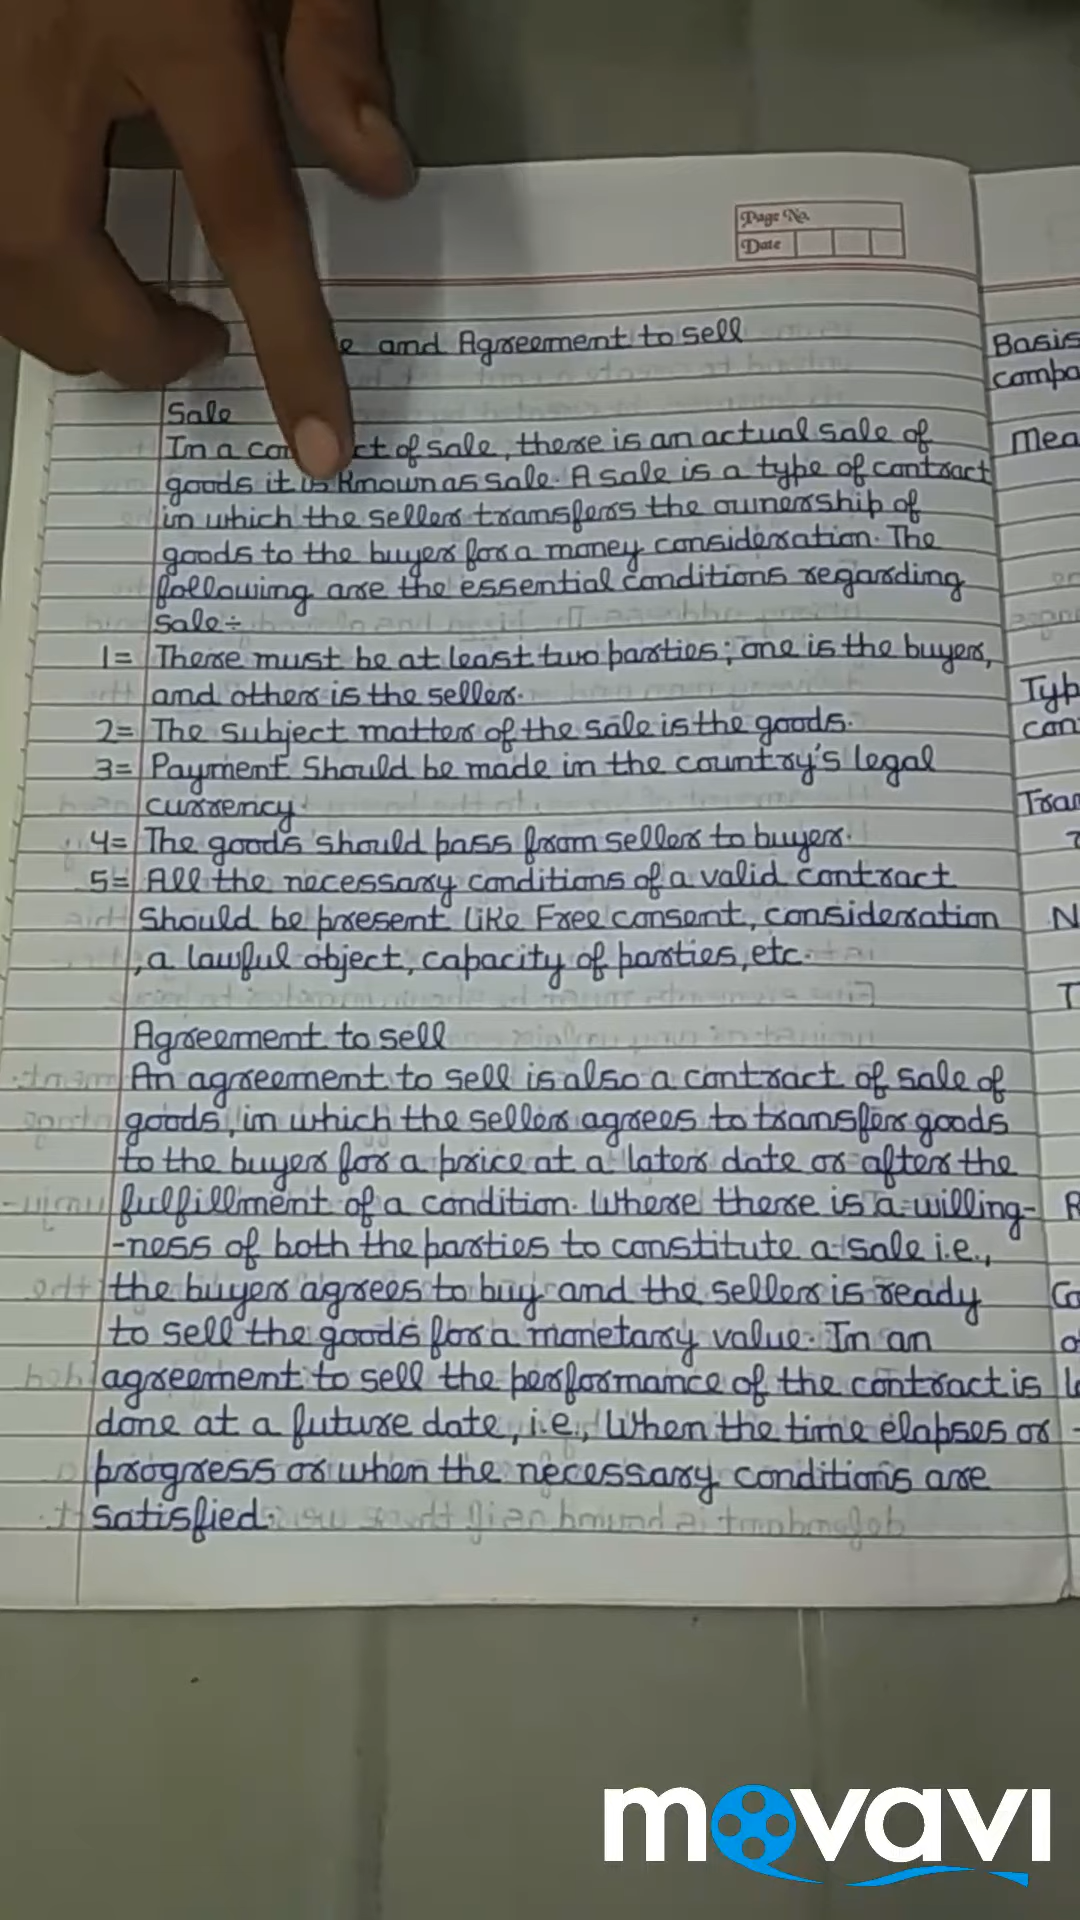 Page No.
Date
and Agreement to sell
Sale
In a contract of sale, there is an actual sale of
goods it is known as sale. A sale is a type of contract
in which the seller transfers the ownership of
goods to the buyer for a money consideration. The
following are the essential conditions regarding
sale÷
1= There must be at least two parties; one is the buyer,
and other is the seller.
2= The subject matter of the sale is the goods.
3= Payment Should be made in the country's legal
currency.
4= The goods should pass from seller to buyer.
5= All the necessary conditions of a valid contract
Should be present like Free consent, consideration
, a lawful object, capacity of parties, etc.
Agreement to sell
An agreement to sell is also a contract of sale of
goods, in which the seller agrees to transfer goods
to the buyer for a price at a later date or after the
fulfillment of a condition. Where there is a willing-
-ness of both the parties to constitute a sale i.e.,
the buyer agrees to buy and the seller is ready
to sell the goods for a monetary value. In an
agreement to sell the performance of the contract is
done at a future date, i.e., When the time elapses or
progress or when the necessary conditions are
satisfied.
Basis
movavi